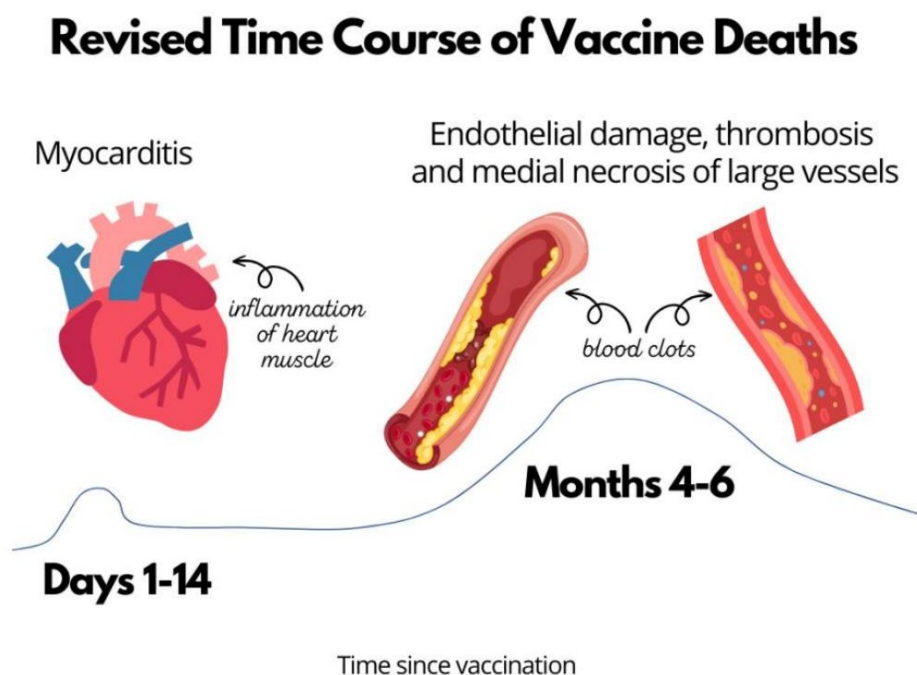 Revised Time Course of Vaccine Deaths
Myocarditis
Endothelial damage, thrombosis
and medial necrosis of large vessels
inflammation
of heart
muscle
blood clots
Months 4-6
Days 1-14
Time since vaccination